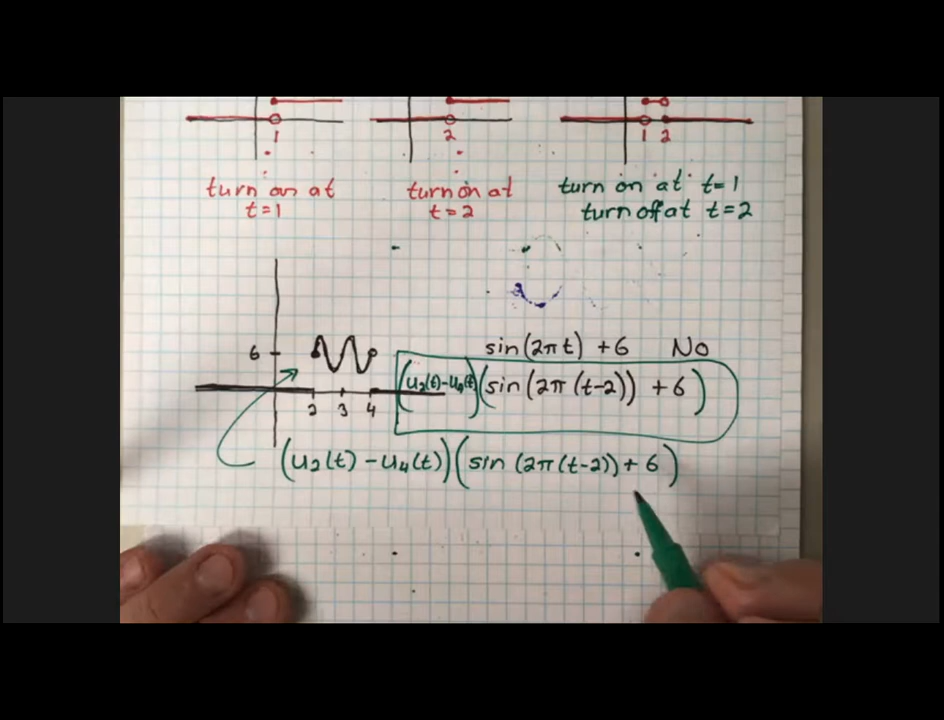 1
2
1 2
turn on at
t=1
turn on at
t=2
turn on at t=1
turn off at t=2
6
2 3 4
sin(2πt) +6 No
(u₂(t)-u₄(t))(sin(2π(t-2)) +6)
(u₂(t) -u₄(t))(sin(2π(t-2))+6)